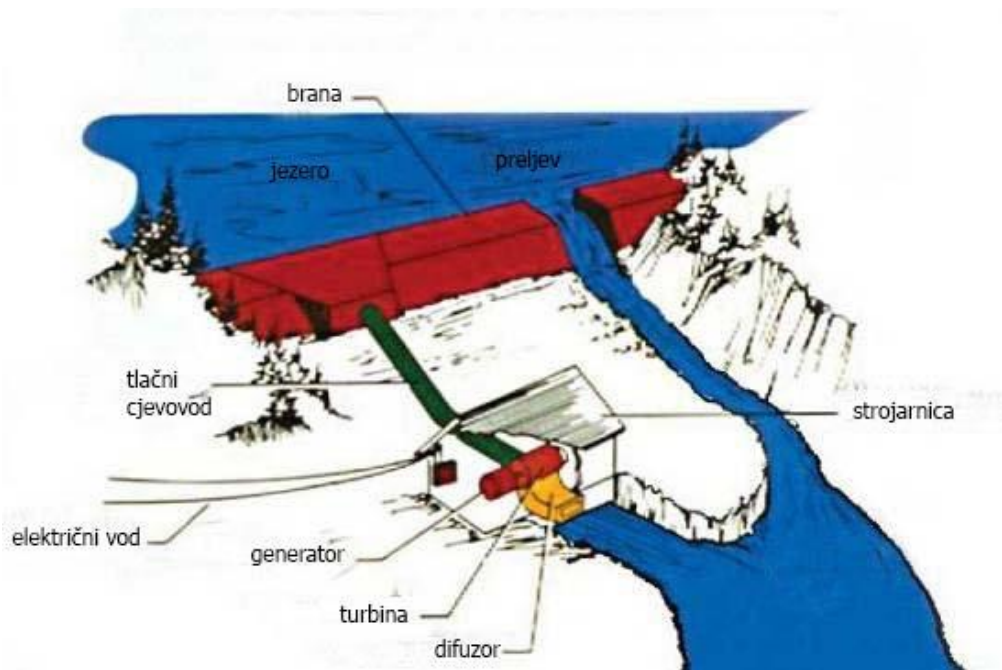 brana
jezero
preljev
tlačni
cjevovod
strojarnica
električni vod
generator
turbina
difuzor